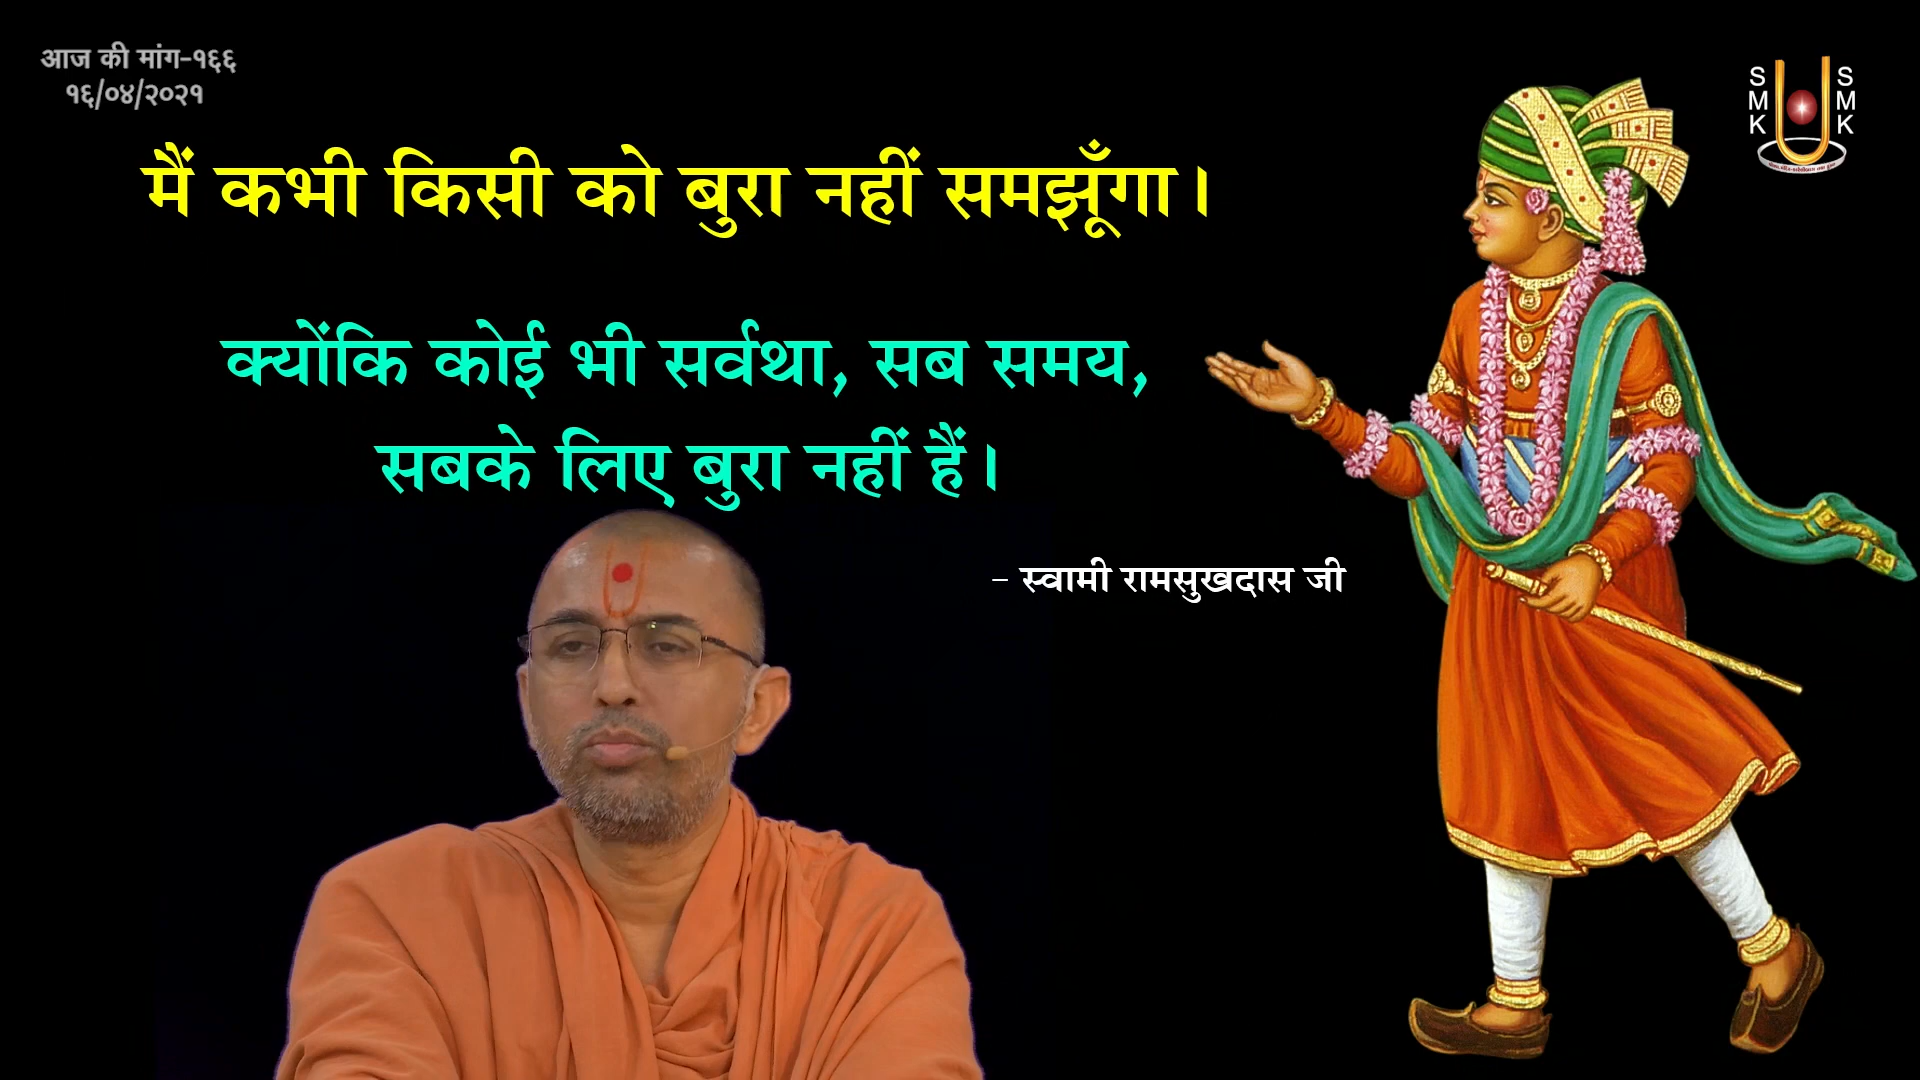 आज की मांग-१६६
१६/०४/२०२१
मैं कभी किसी को बुरा नहीं समझूँगा।
क्योंकि कोई भी सर्वथा, सब समय,
सबके लिए बुरा नहीं हैं।
- स्वामी रामसुखदास जी
S M K
S M K